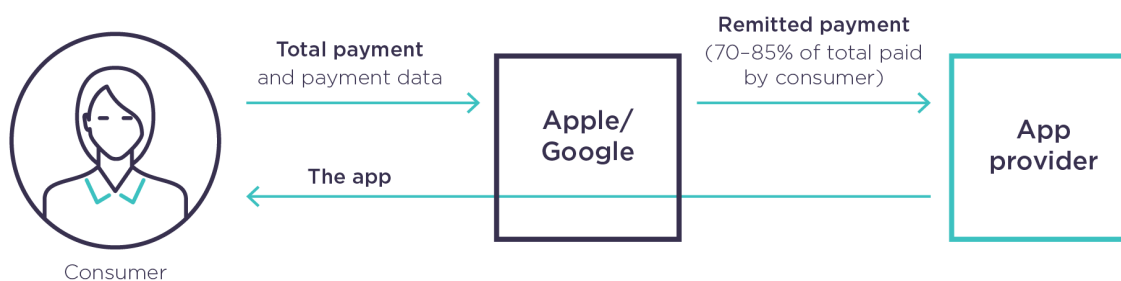 Total payment
and payment data
Remitted payment
(70–85% of total paid
by consumer)
Apple/
Google
App
provider
The app
Consumer